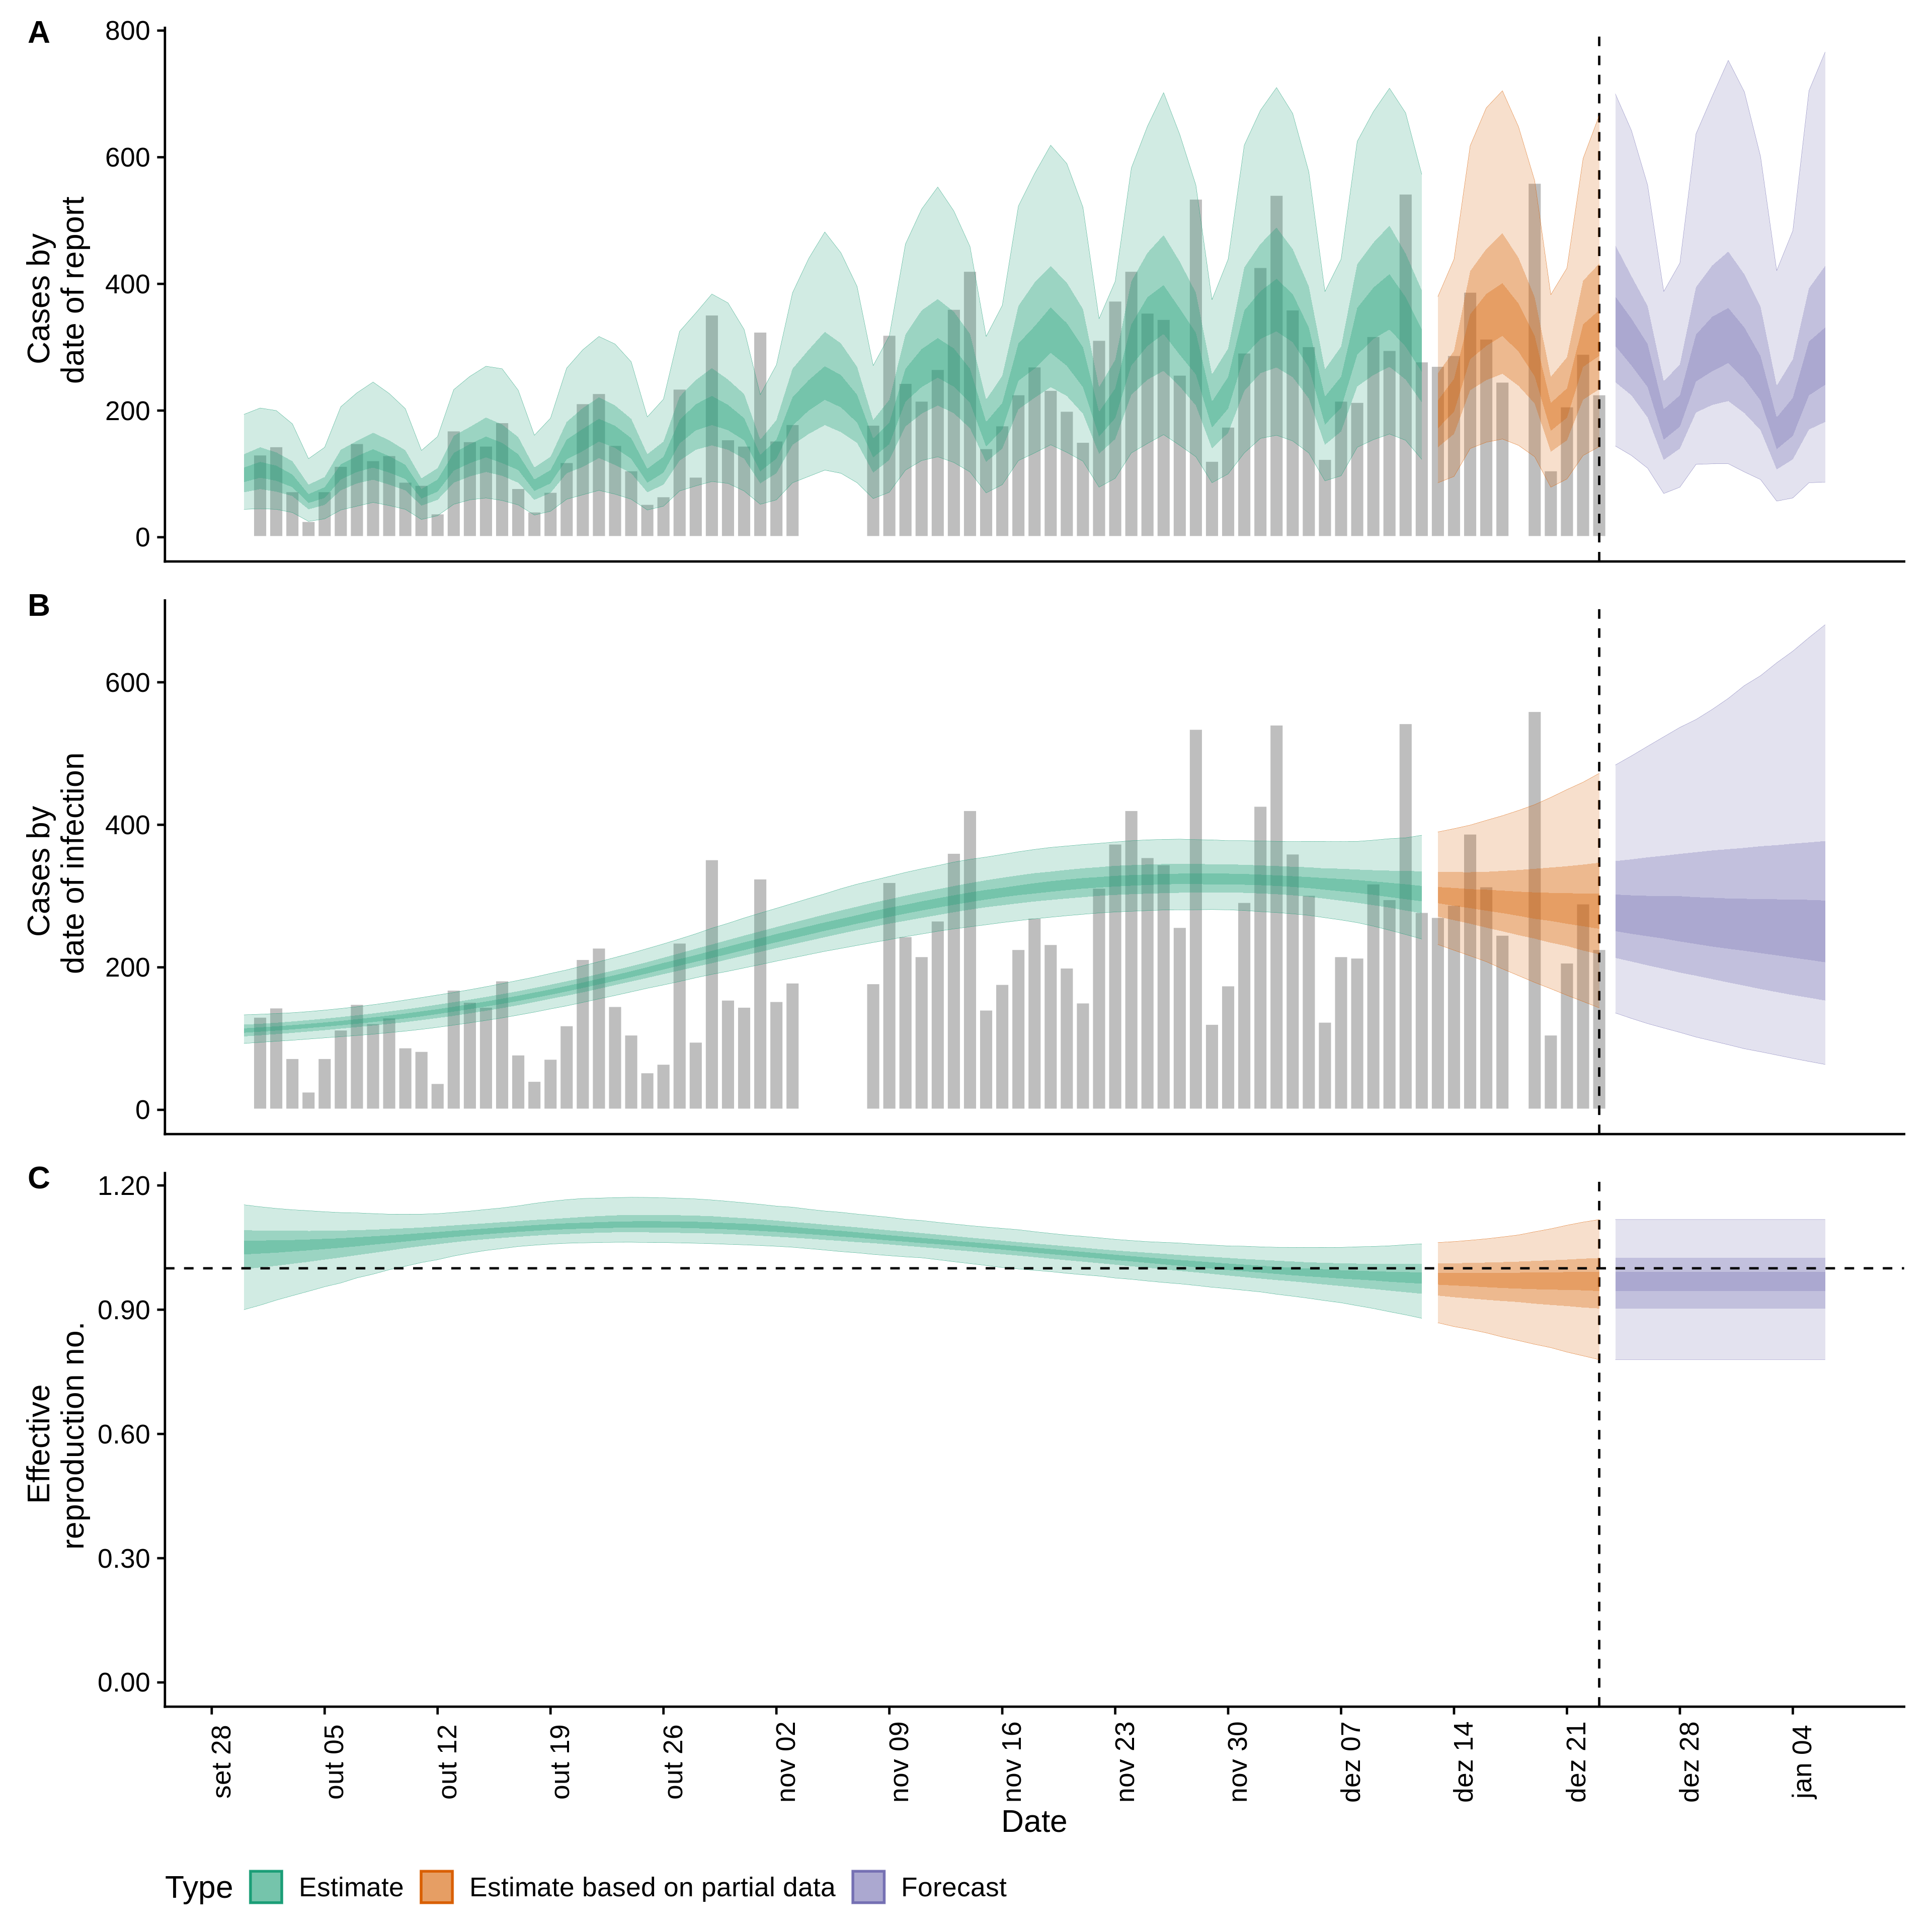 A
800
600
400
200
0
Cases by
date of report
B
600
400
200
0
Cases by
date of infection
C
1.20
0.90
0.60
0.30
0.00
Effective
reproduction no.
set 28
out 05
out 12
out 19
out 26
nov 02
nov 09
nov 16
nov 23
nov 30
dez 07
dez 14
dez 21
dez 28
jan 04
Date
Type
Estimate
Estimate based on partial data
Forecast